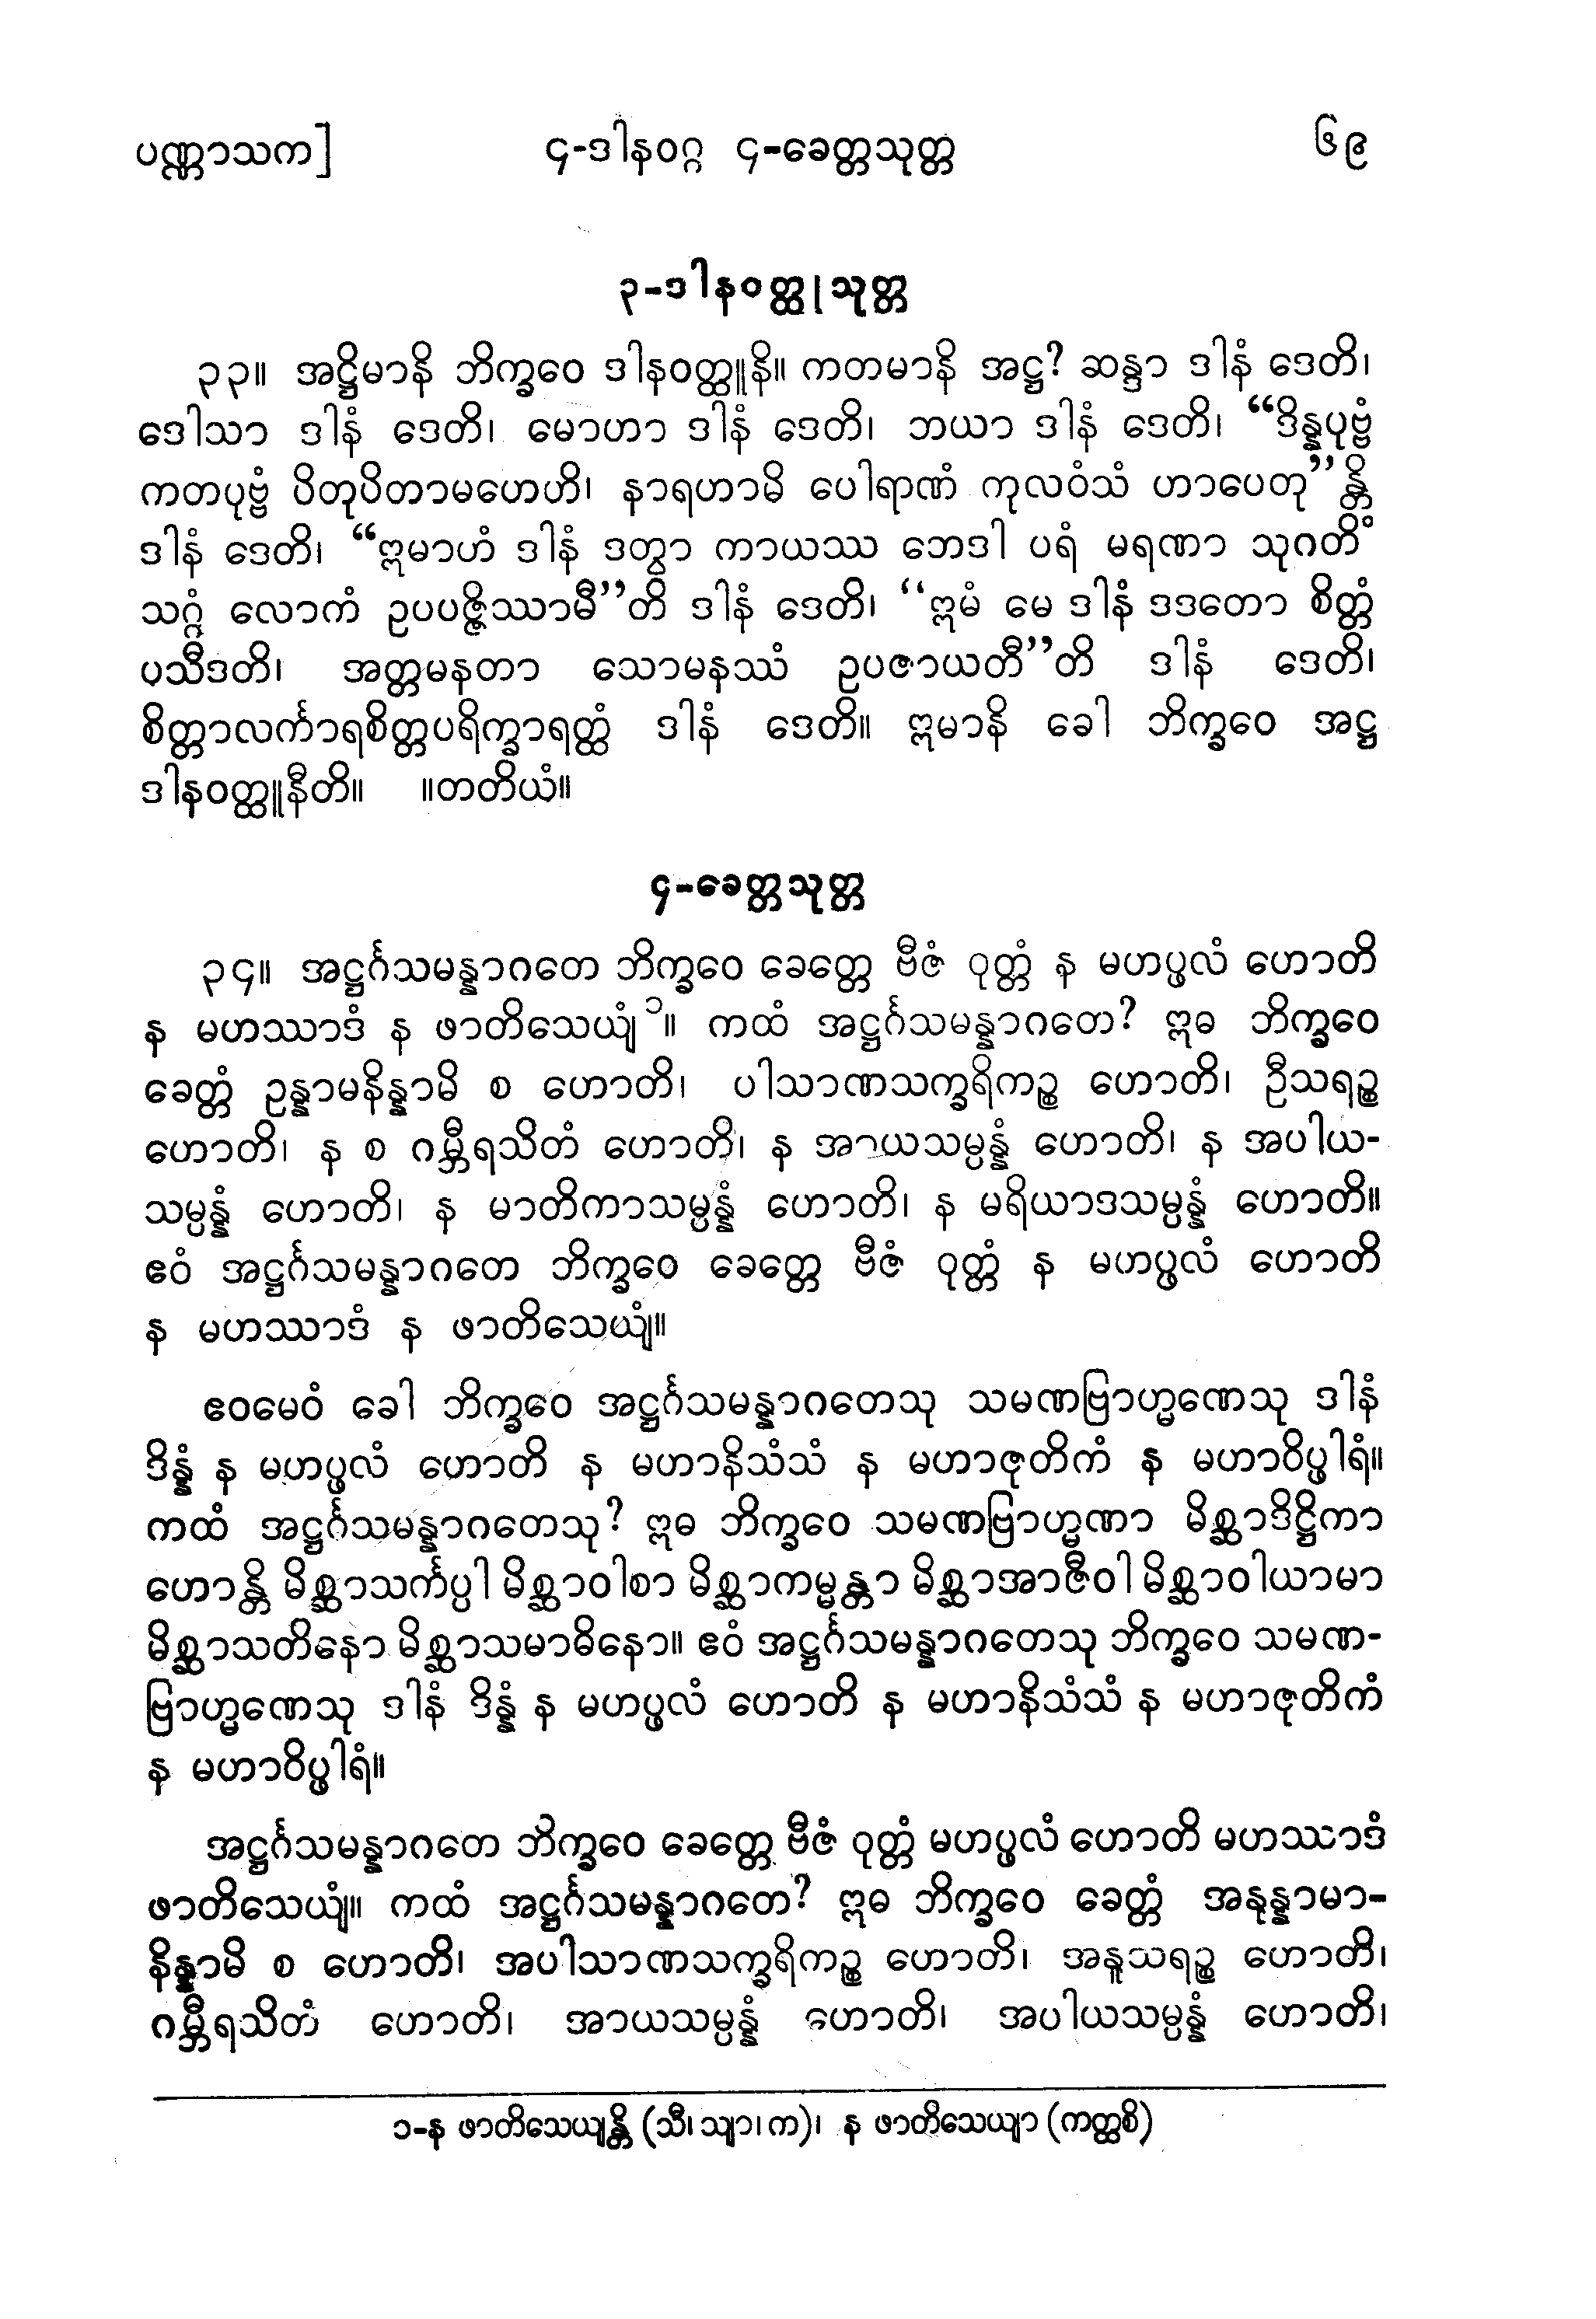 ပဏ္ဏာသက]
၄-ဒါနဝဂ္ဂ ၄-ခေတ္တသုတ္တ
၆၉
၃-ဒါနဝတ္ထုသုတ္တ
၃၃။ အဋ္ဌိမာနိ ဘိက္ခဝေ ဒါနဝတ္ထူနိ။ ကတမာနိ အဋ္ဌ? ဆန္ဒာ ဒါနံ ဒေတိ၊
ဒေါသာ ဒါနံ ဒေတိ၊ မောဟာ ဒါနံ ဒေတိ၊ ဘယာ ဒါနံ ဒေတိ၊ “ဒိန္နပုဗ္ဗံ
ကတပုဗ္ဗံ ပိတုပိတာမဟေဟိ၊ နာရဟာမိ ပေါရာဏံ ကုလဝံသံ ဟာပေတု”န္တိ
ဒါနံ ဒေတိ၊ “ဣမာဟံ ဒါနံ ဒတွာ ကာယဿ ဘေဒါ ပရံ မရဏာ သုဂတိံ
သဂ္ဂံ လောကံ ဥပပဇ္ဇိဿာမီ”တိ ဒါနံ ဒေတိ၊ “ဣမံ မေ ဒါနံ ဒဒတော စိတ္တံ
ပသီဒတိ၊ အတ္တမနတာ သောမနဿံ ဥပဇာယတီ”တိ ဒါနံ ဒေတိ၊
စိတ္တာလင်္ကာရစိတ္တပရိက္ခာရတ္ထံ ဒါနံ ဒေတိ။ ဣမာနိ ခေါ ဘိက္ခဝေ အဋ္ဌ
ဒါနဝတ္ထူနီတိ။ ။တတိယံ။
၄-ခေတ္တသုတ္တ
၃၄။ အဋ္ဌင်္ဂသမန္နာဂတေ ဘိက္ခဝေ ခေတ္တေ ဗီဇံ ဝုတ္တံ န မဟပ္ဖလံ ဟောတိ
န မဟဿာဒံ န ဖာတိသေယျံ၁။ ကထံ အဋ္ဌင်္ဂသမန္နာဂတေ? ဣဓ ဘိက္ခဝေ
ခေတ္တံ ဥန္နာမနိန္နာမိ စ ဟောတိ၊ ပါသာဏသက္ခရိကဉ္စ ဟောတိ၊ ဦသရဉ္စ
ဟောတိ၊ န စ ဂမ္ဘီရသိတံ ဟောတိ၊ န အာယသမ္ပန္နံ ဟောတိ၊ န အပါယ-
သမ္ပန္နံ ဟောတိ၊ န မာတိကာသမ္ပန္နံ ဟောတိ၊ န မရိယာဒသမ္ပန္နံ ဟောတိ။
ဧဝံ အဋ္ဌင်္ဂသမန္နာဂတေ ဘိက္ခဝေ ခေတ္တေ ဗီဇံ ဝုတ္တံ န မဟပ္ဖလံ ဟောတိ
န မဟဿာဒံ န ဖာတိသေယျံ။
ဧဝမေဝံ ခေါ ဘိက္ခဝေ အဋ္ဌင်္ဂသမန္နာဂတေသု သမဏဗြာဟ္မဏေသု ဒါနံ
ဒိန္နံ န မဟပ္ဖလံ ဟောတိ န မဟာနိသံသံ န မဟာဇုတိကံ န မဟာဝိပ္ဖါရံ။
ကထံ အဋ္ဌင်္ဂသမန္နာဂတေသု? ဣဓ ဘိက္ခဝေ သမဏဗြာဟ္မဏာ မိစ္ဆာဒိဋ္ဌိကာ
ဟောန္တိ မိစ္ဆာသင်္ကပ္ပါ မိစ္ဆာဝါစာ မိစ္ဆာကမ္မန္တာ မိစ္ဆာအာဇီဝါ မိစ္ဆာဝါယာမာ
မိစ္ဆာသတိနော မိစ္ဆာသမာဓိနော။ ဧဝံ အဋ္ဌင်္ဂသမန္နာဂတေသု ဘိက္ခဝေ သမဏ-
ဗြာဟ္မဏေသု ဒါနံ ဒိန္နံ န မဟပ္ဖလံ ဟောတိ န မဟာနိသံသံ န မဟာဇုတိကံ
န မဟာဝိပ္ဖါရံ။
အဋ္ဌင်္ဂသမန္နာဂတေ ဘိက္ခဝေ ခေတ္တေ ဗီဇံ ဝုတ္တံ မဟပ္ဖလံ ဟောတိ မဟဿာဒံ
ဖာတိသေယျံ။ ကထံ အဋ္ဌင်္ဂသမန္နာဂတေ? ဣဓ ဘိက္ခဝေ ခေတ္တံ အနုန္နာမာ-
နိန္နာမိ စ ဟောတိ၊ အပါသာဏသက္ခရိကဉ္စ ဟောတိ၊ အနူသရဉ္စ ဟောတိ၊
ဂမ္ဘီရသိတံ ဟောတိ၊ အာယသမ္ပန္နံ ဟောတိ၊ အပါယသမ္ပန္နံ ဟောတိ၊
၁-န ဖာတိသေယျန္တိ (သီ၊ သျာ၊ က)၊ န ဖာတိသေယျာ (ကတ္ထစိ)